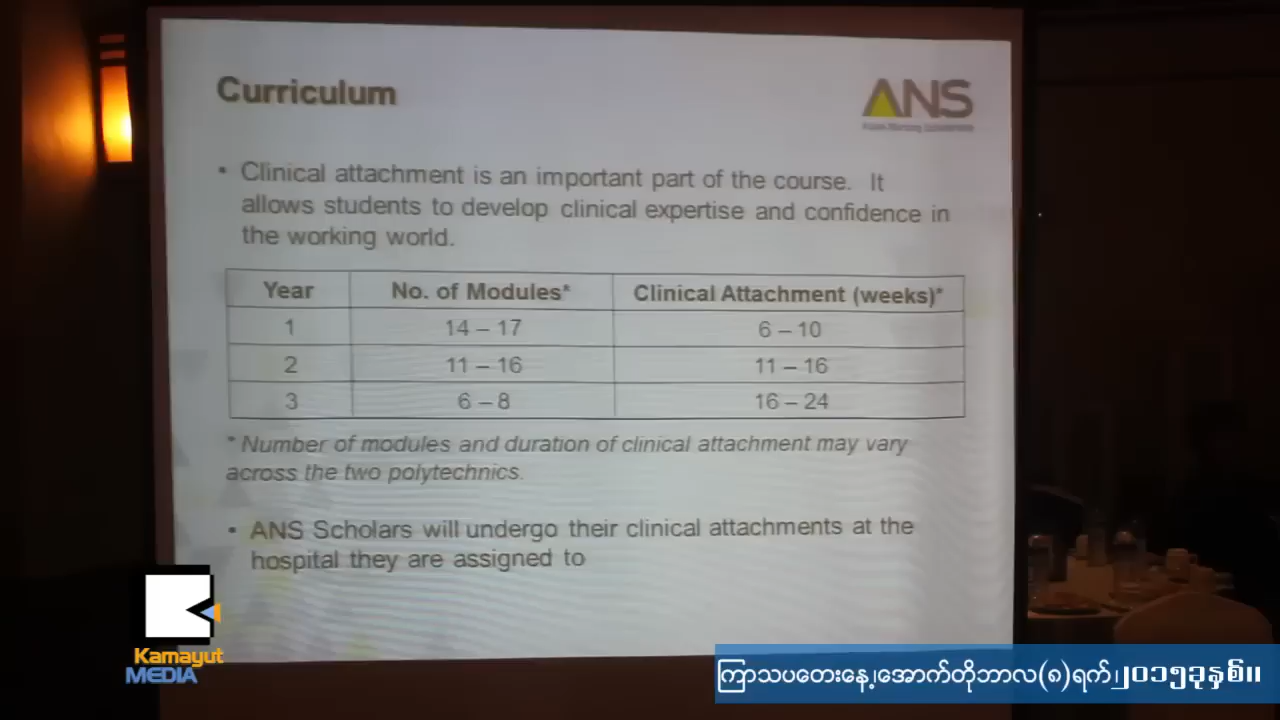 Curriculum
ANS
• Clinical attachment is an important part of the course. It
allows students to develop clinical expertise and confidence in
the working world.
Year No. of Modules* Clinical Attachment (weeks)*
1 14 – 17 6 – 10
2 11 – 16 11 – 16
3 6 – 8 16 – 24
* Number of modules and duration of clinical attachment may vary
across the two polytechnics.
• ANS Scholars will undergo their clinical attachments at the
hospital they are assigned to
Kamayut
MEDIA
ကြာသပတေးနေ့၊အောက်တိုဘာလ(၈)ရက်၊၂၀၁၅ခုနှစ်။